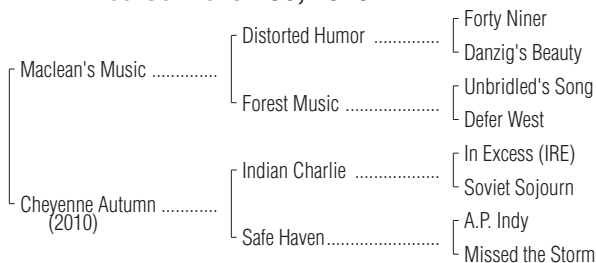 Forty Niner
Distorted Humor ..............
Danzig's Beauty
Maclean's Music .............
Unbridled's Song
Forest Music ....................
Defer West
In Excess (IRE)
Indian Charlie ....................
Soviet Sojourn
Cheyenne Autumn ...........
(2010)
A.P. Indy
Safe Haven........................
Missed the Storm